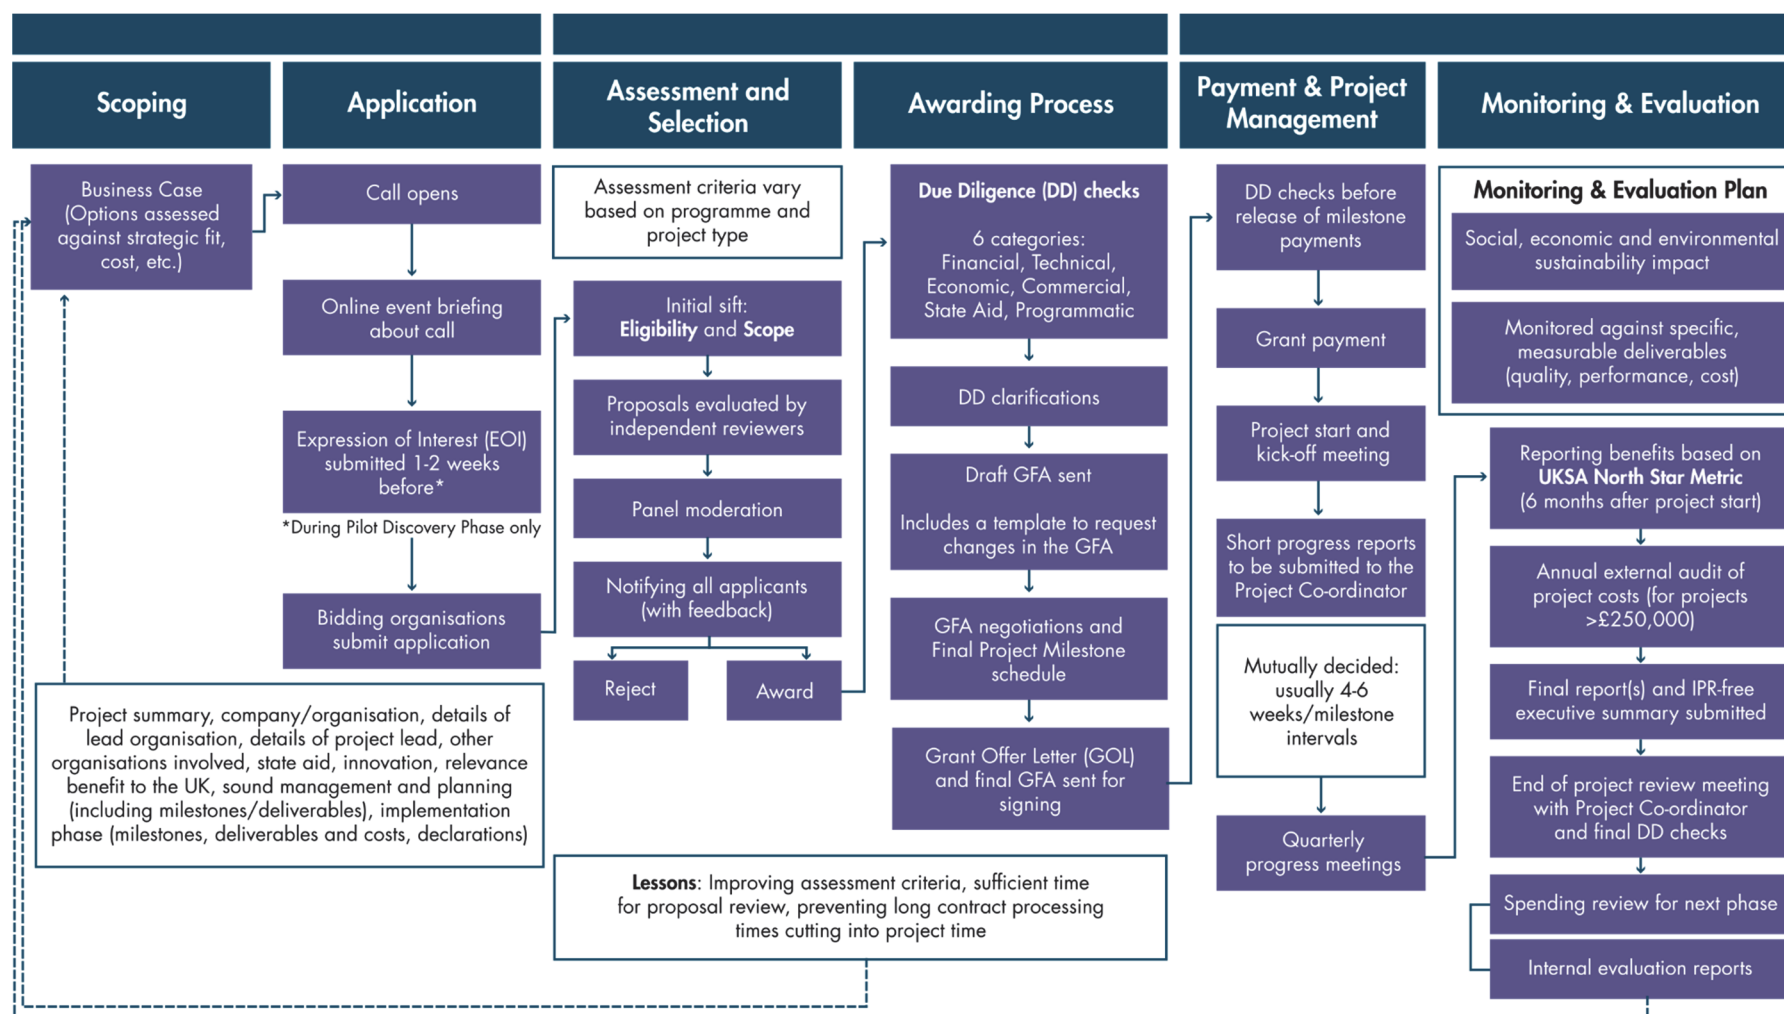 Scoping
Application
Assessment and
Selection
Awarding Process
Payment & Project
Management
Monitoring & Evaluation
Business Case
(Options assessed
against strategic fit,
cost, etc.)
Project summary, company/organisation, details of
lead organisation, details of project lead, other
organisations involved, state aid, innovation, relevance
benefit to the UK, sound management and planning
(including milestones/deliverables), implementation
phase (milestones, deliverables and costs, declarations)
Call opens
Online event briefing
about call
Expression of Interest (EOI)
submitted 1-2 weeks
before*
*During Pilot Discovery Phase only
Bidding organisations
submit application
Assessment criteria vary
based on programme and
project type
Initial sift:
Eligibility and Scope
Proposals evaluated by
independent reviewers
Panel moderation
Notifying all applicants
(with feedback)
Reject
Award
Due Diligence (DD) checks
6 categories:
Financial, Technical,
Economic, Commercial,
State Aid, Programmatic
DD clarifications
Draft GFA sent
Includes a template to request
changes in the GFA
GFA negotiations and
Final Project Milestone
schedule
Grant Offer Letter (GOL)
and final GFA sent for
signing
Lessons: Improving assessment criteria, sufficient time
for proposal review, preventing long contract processing
times cutting into project time
DD checks before
release of milestone
payments
Grant payment
Project start and
kick-off meeting
Short progress reports
to be submitted to the
Project Co-ordinator
Mutually decided:
usually 4-6
weeks/milestone
intervals
Quarterly
progress meetings
Monitoring & Evaluation Plan
Social, economic and environmental
sustainability impact
Monitored against specific,
measurable deliverables
(quality, performance, cost)
Reporting benefits based on
UKSA North Star Metric
(6 months after project start)
Annual external audit of
project costs (for projects
>£250,000)
Final report(s) and IPR-free
executive summary submitted
End of project review meeting
with Project Co-ordinator
and final DD checks
Spending review for next phase
Internal evaluation reports